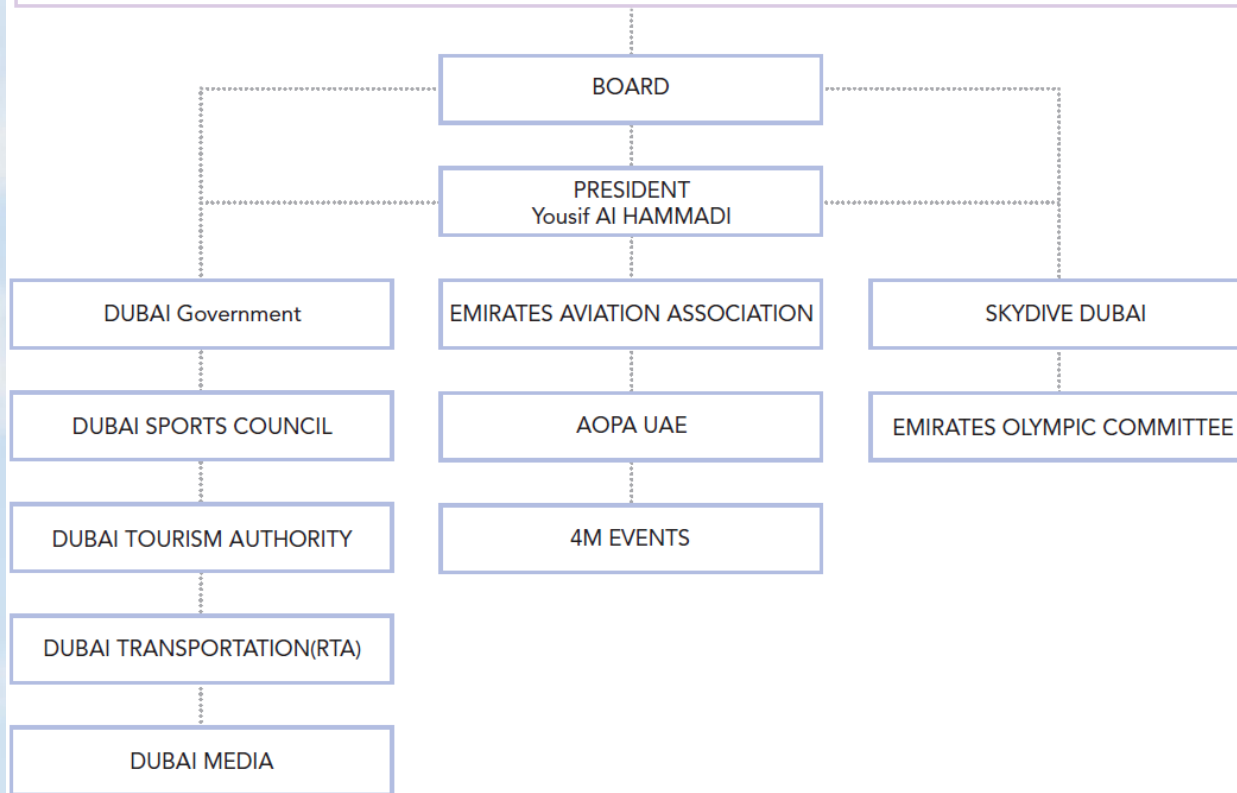 BOARD
PRESIDENT
Yousif Al HAMMADI
DUBAI Government
EMIRATES AVIATION ASSOCIATION
SKYDIVE DUBAI
DUBAI SPORTS COUNCIL
AOPA UAE
EMIRATES OLYMPIC COMMITTEE
DUBAI TOURISM AUTHORITY
4M EVENTS
DUBAI TRANSPORTATION(RTA)
DUBAI MEDIA